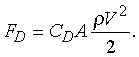 F_D = C_D A \frac{\rho V^2}{2}.